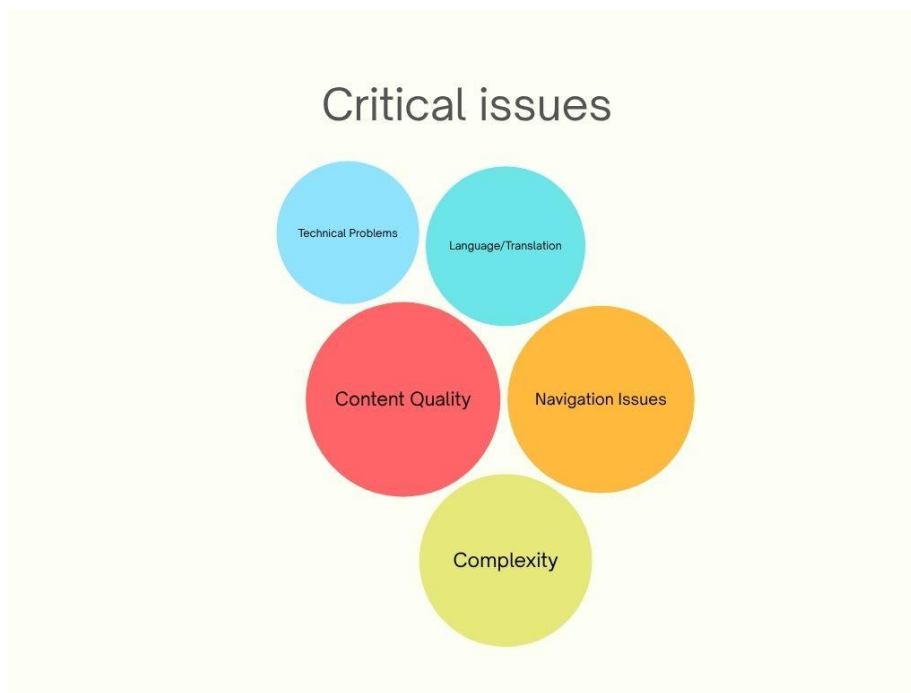 Critical issues
Technical Problems
Language/Translation
Content Quality
Navigation Issues
Complexity